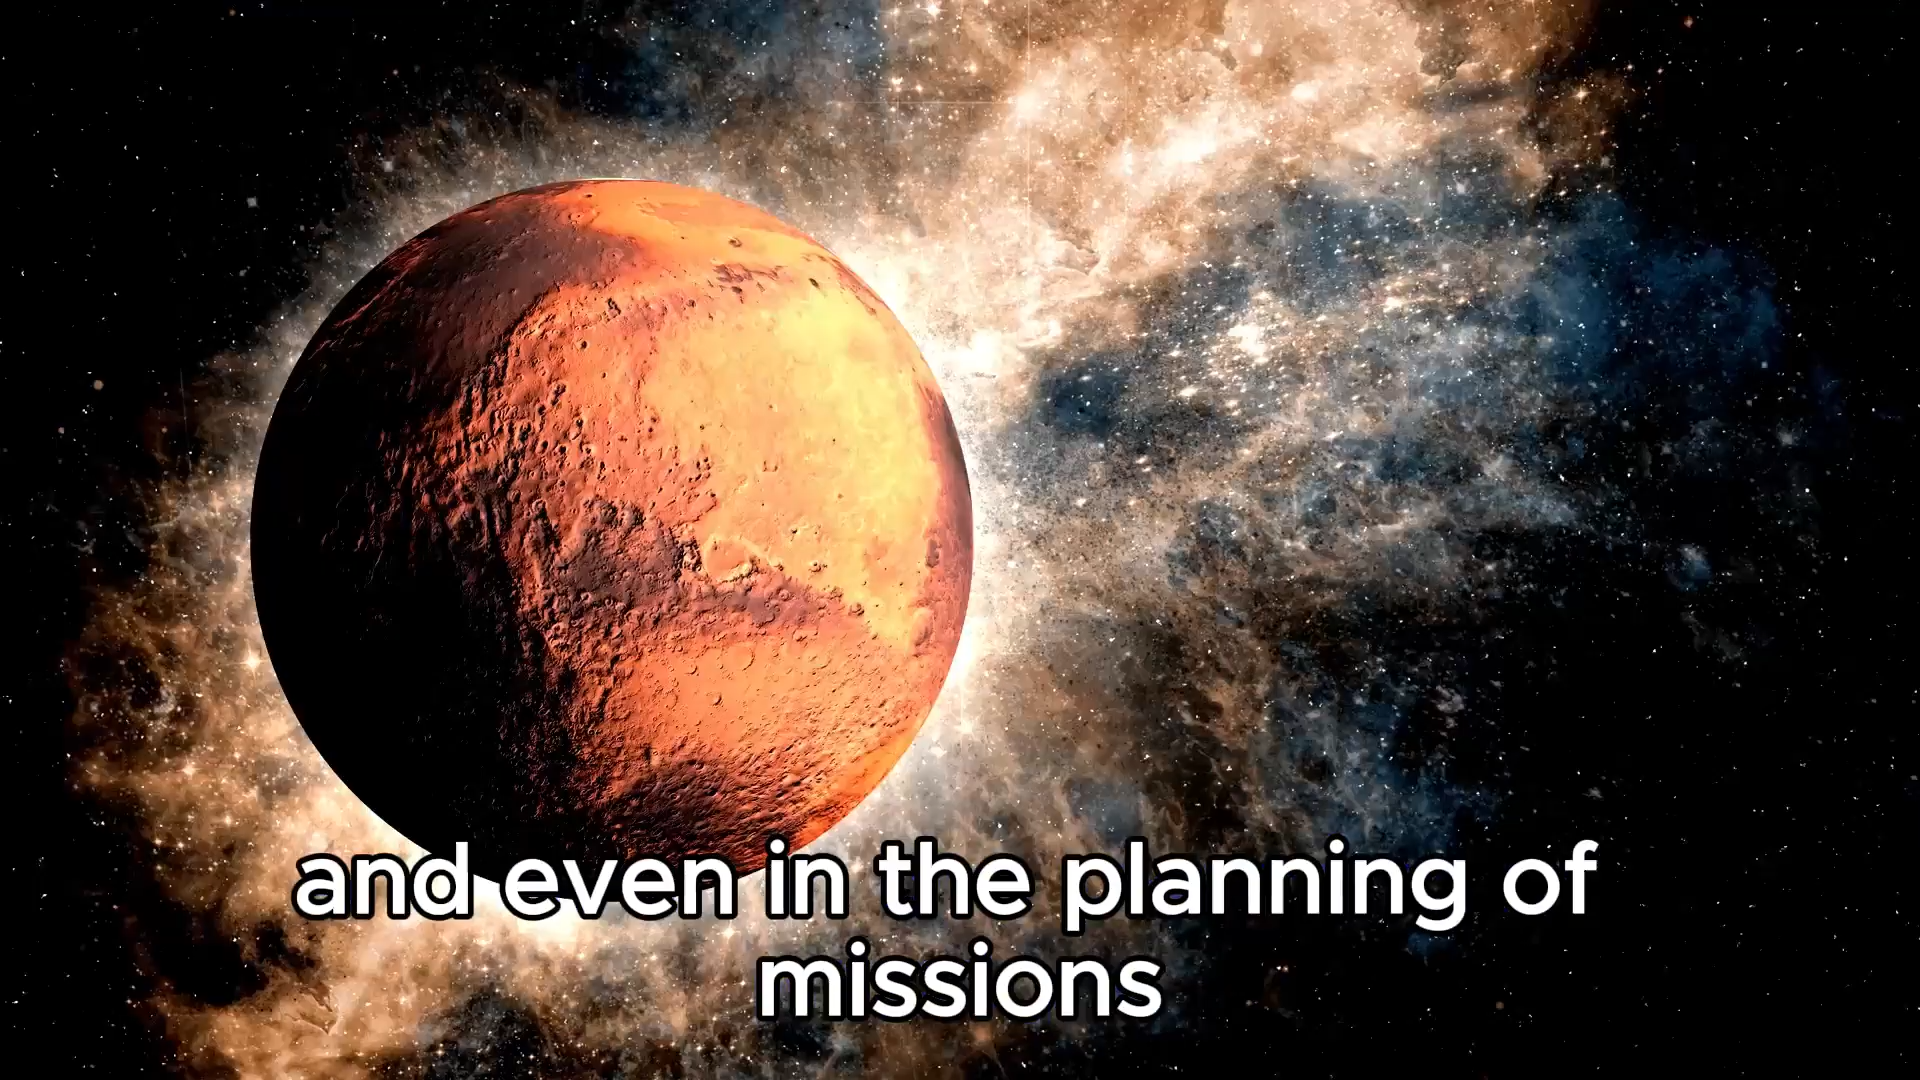 and even in the planning of
missions